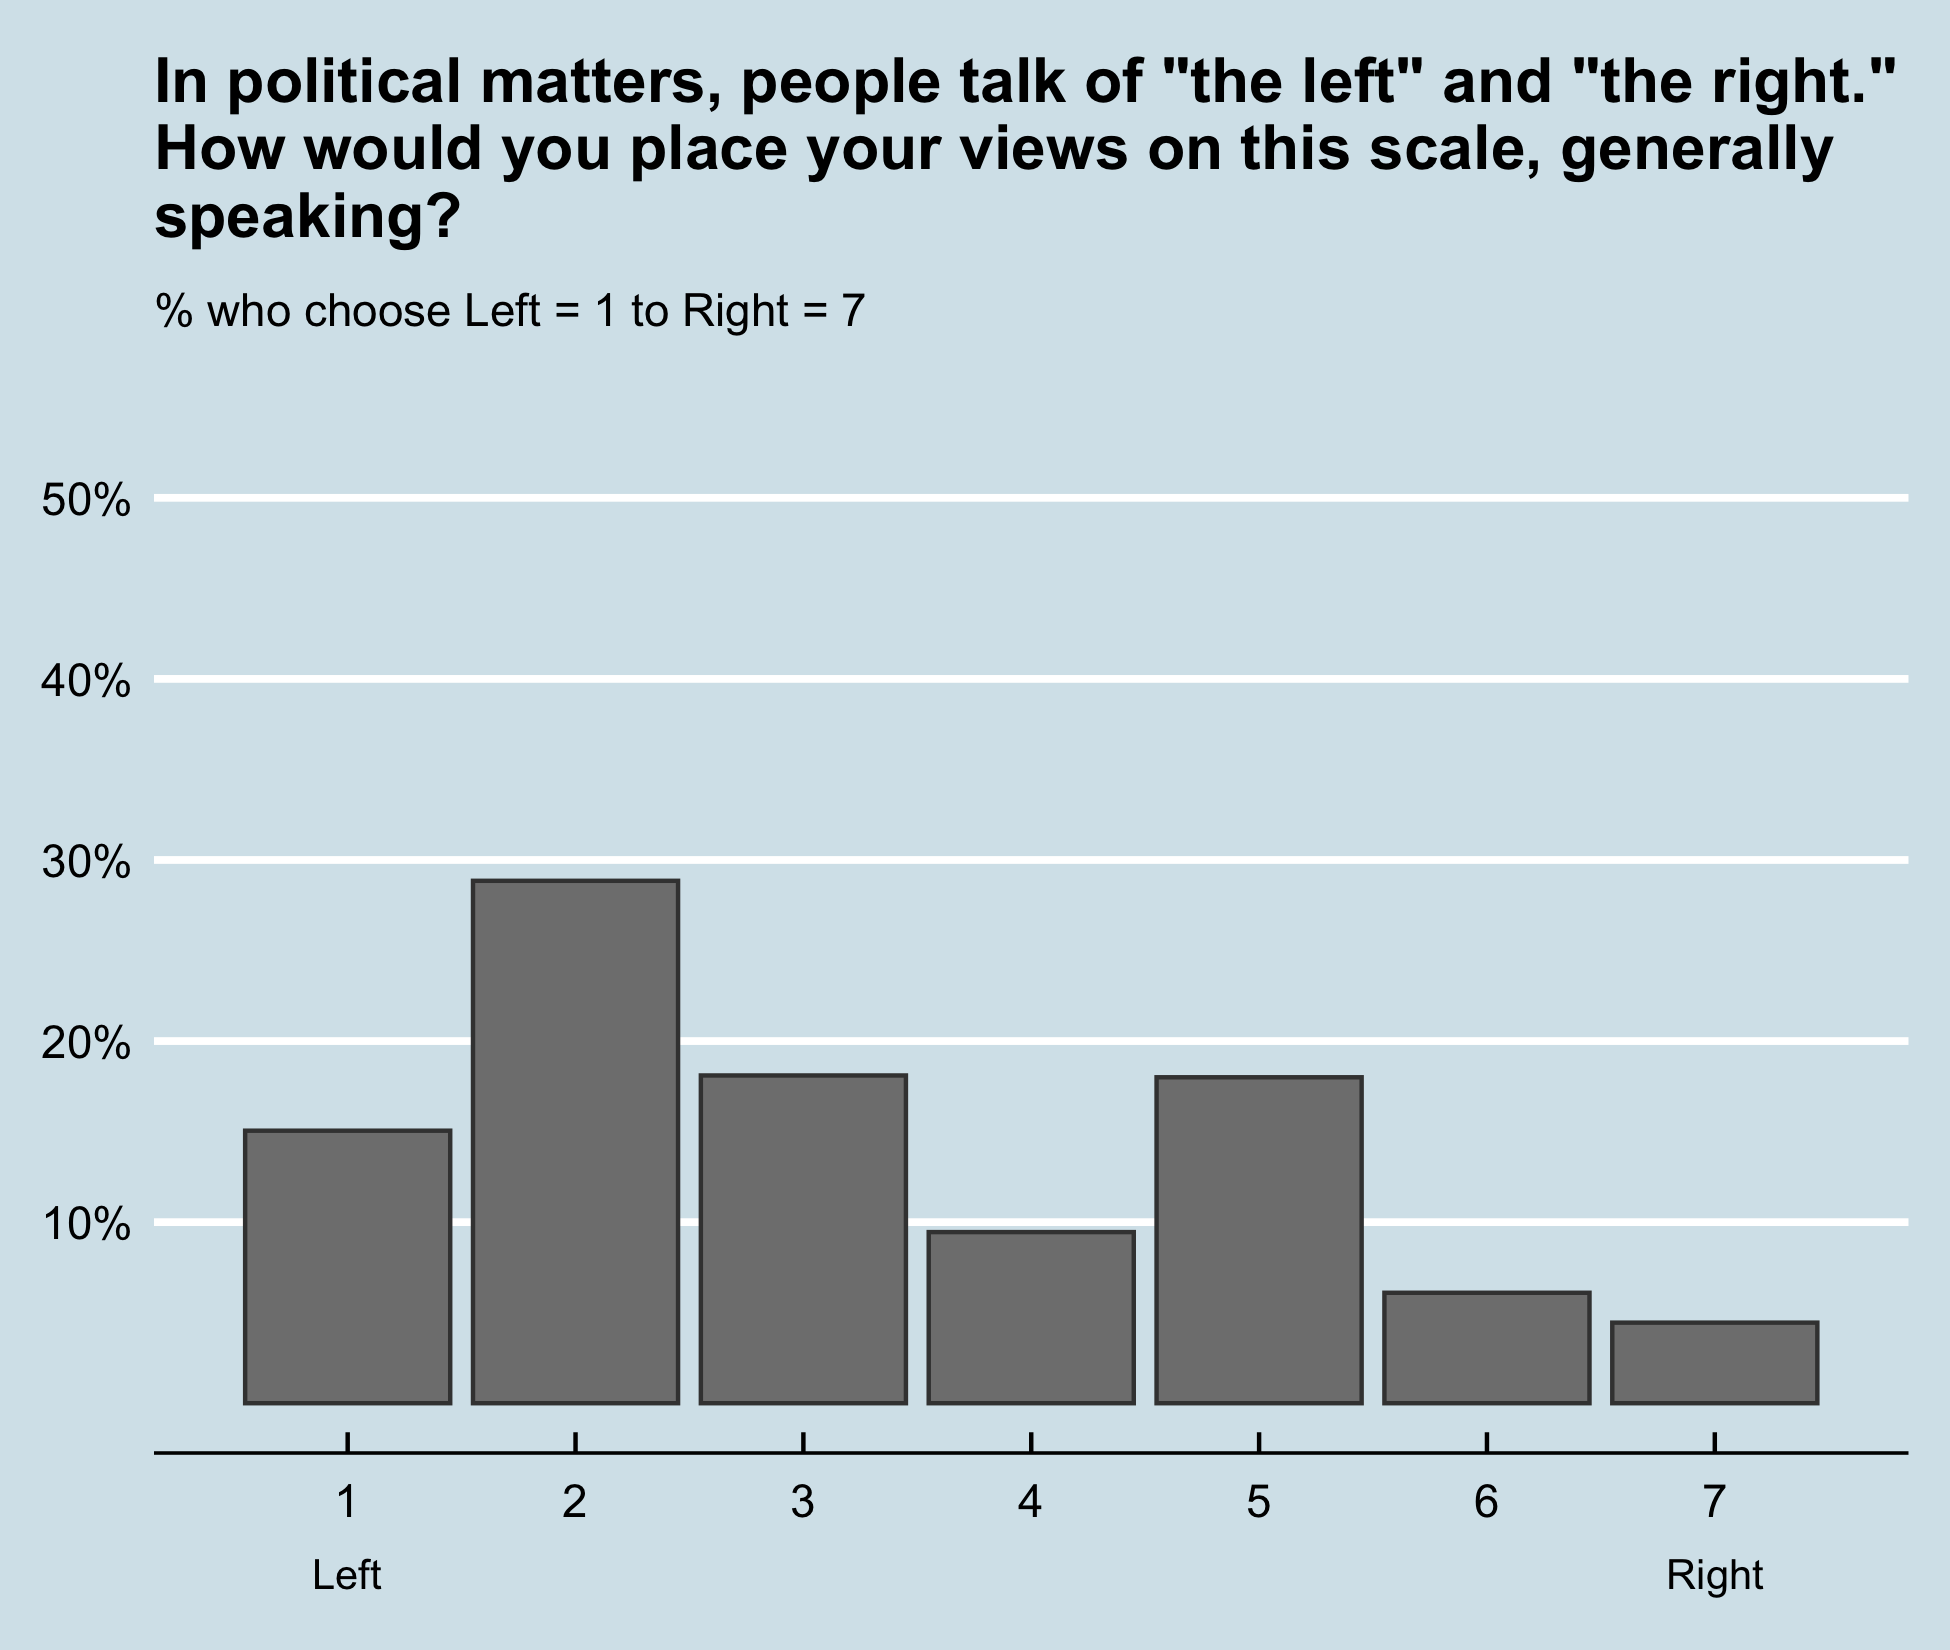 In political matters, people talk of "the left" and "the right."
How would you place your views on this scale, generally
speaking?
% who choose Left = 1 to Right = 7
50%
40%
30%
20%
10%
1 2 3 4 5 6 7
Left Right